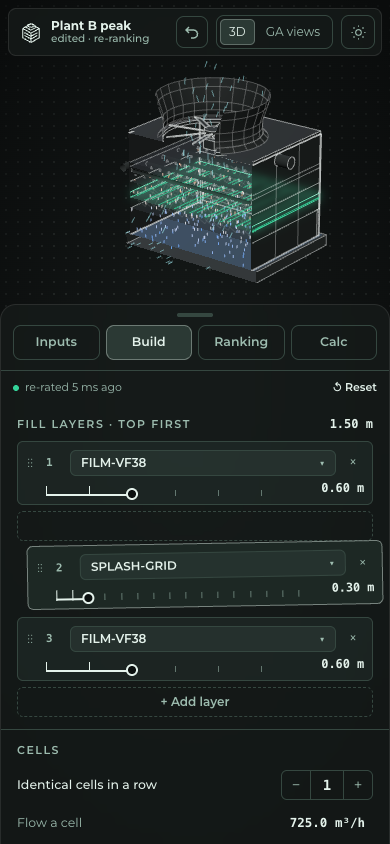 Plant B peak
edited · re-ranking
3D GA views
Inputs Build Ranking Calc
re-rated 5 ms ago Reset
FILL LAYERS · TOP FIRST 1.50 m
1 FILM-VF38 ×
0.60 m
2 SPLASH-GRID ×
0.30 m
3 FILM-VF38 ×
0.60 m
+ Add layer
CELLS
Identical cells in a row − 1 +
Flow a cell 725.0 m³/h